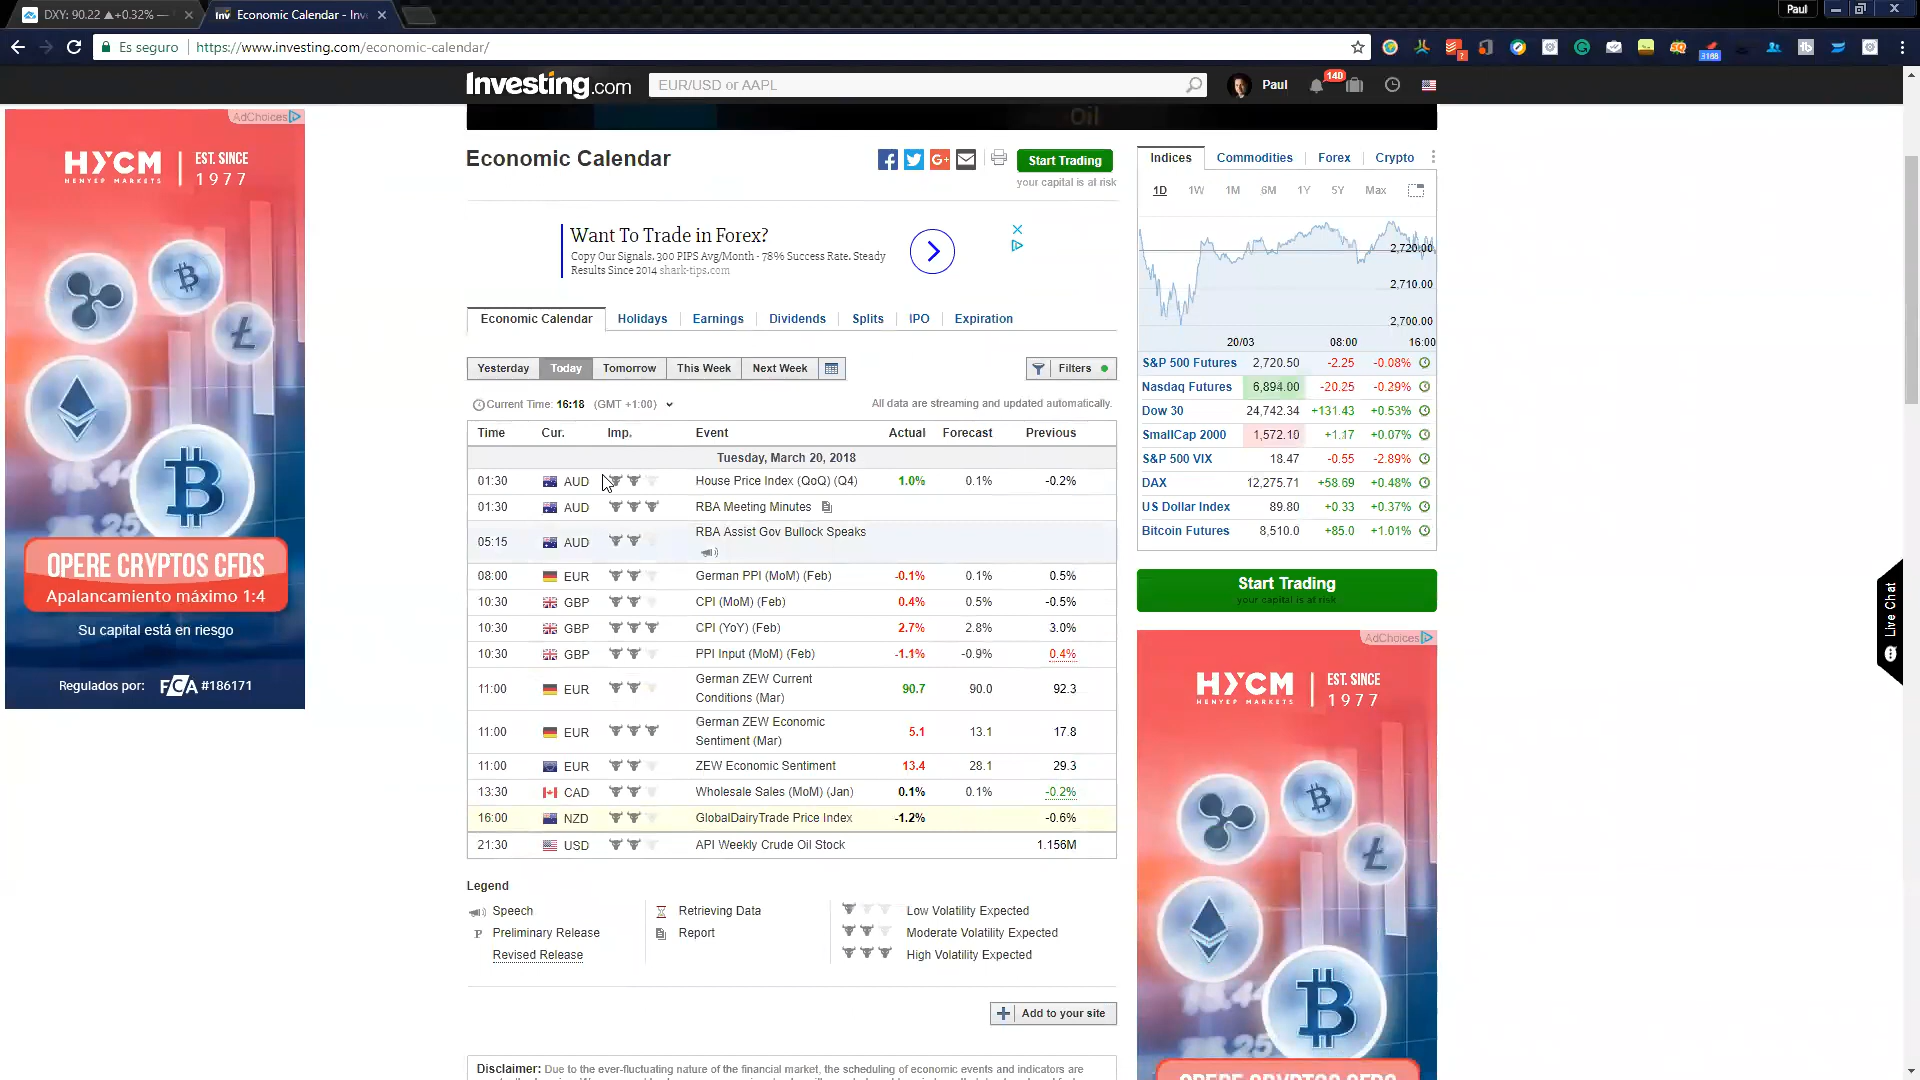 DXY: 90.22 ▲+0.32% —
Economic Calendar - Inv
Paul
Es seguro
https://www.investing.com/economic-calendar/
3188
Investing.com
EUR/USD or AAPL
Paul
140
AdChoices
HYCM
HENYEP MARKETS
EST. SINCE
1977
OPERE CRYPTOS CFDS
Apalancamiento máximo 1:4
Su capital está en riesgo
Regulados por: FCA #186171
Oil
Economic Calendar
Start Trading
your capital is at risk
Want To Trade in Forex?
Copy Our Signals. 300 PIPS Avg/Month - 78% Success Rate. Steady
Results Since 2014 shark-tips.com
Economic Calendar Holidays Earnings Dividends Splits IPO Expiration
Yesterday Today Tomorrow This Week Next Week
Filters
Current Time: 16:18 (GMT +1:00)
All data are streaming and updated automatically.
Time Cur. Imp. Event Actual Forecast Previous
Tuesday, March 20, 2018
01:30 AUD House Price Index (QoQ) (Q4) 1.0% 0.1% -0.2%
01:30 AUD RBA Meeting Minutes
05:15 AUD RBA Assist Gov Bullock Speaks
08:00 EUR German PPI (MoM) (Feb) -0.1% 0.1% 0.5%
10:30 GBP CPI (MoM) (Feb) 0.4% 0.5% -0.5%
10:30 GBP CPI (YoY) (Feb) 2.7% 2.8% 3.0%
10:30 GBP PPI Input (MoM) (Feb) -1.1% -0.9% 0.4%
11:00 EUR German ZEW Current
Conditions (Mar) 90.7 90.0 92.3
11:00 EUR German ZEW Economic
Sentiment (Mar) 5.1 13.1 17.8
11:00 EUR ZEW Economic Sentiment 13.4 28.1 29.3
13:30 CAD Wholesale Sales (MoM) (Jan) 0.1% 0.1% -0.2%
16:00 NZD GlobalDairyTrade Price Index -1.2% -0.6%
21:30 USD API Weekly Crude Oil Stock 1.156M
Legend
Speech
P Preliminary Release
Revised Release
Retrieving Data
Report
Low Volatility Expected
Moderate Volatility Expected
High Volatility Expected
Add to your site
Disclaimer: Due to the ever-fluctuating nature of the financial market, the scheduling of economic events and indicators are
Indices Commodities Forex Crypto
1D 1W 1M 6M 1Y 5Y Max
2,720.00
2,710.00
2,700.00
20/03 08:00 16:00
S&P 500 Futures 2,720.50 -2.25 -0.08%
Nasdaq Futures 6,894.00 -20.25 -0.29%
Dow 30 24,742.34 +131.43 +0.53%
SmallCap 2000 1,572.10 +1.17 +0.07%
S&P 500 VIX 18.47 -0.55 -2.89%
DAX 12,275.71 +58.69 +0.48%
US Dollar Index 89.80 +0.33 +0.37%
Bitcoin Futures 8,510.0 +85.0 +1.01%
Start Trading
your capital is at risk
AdChoices
HYCM
HENYEP MARKETS
EST. SINCE
1977
OPERE CRYPTOS CFDS
Live Chat